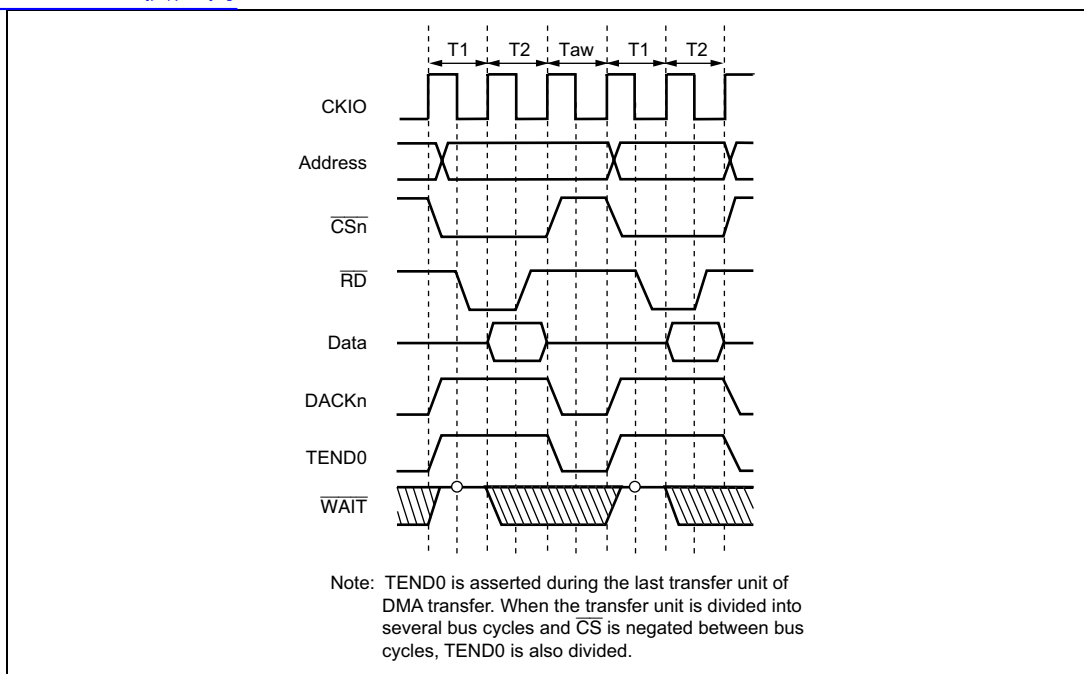 T1 T2 Taw T1 T2
CKIO
Address
CSn
RD
Data
DACKn
TEND0
WAIT
Note: TEND0 is asserted during the last transfer unit of
DMA transfer. When the transfer unit is divided into
several bus cycles and CS is negated between bus
cycles, TEND0 is also divided.